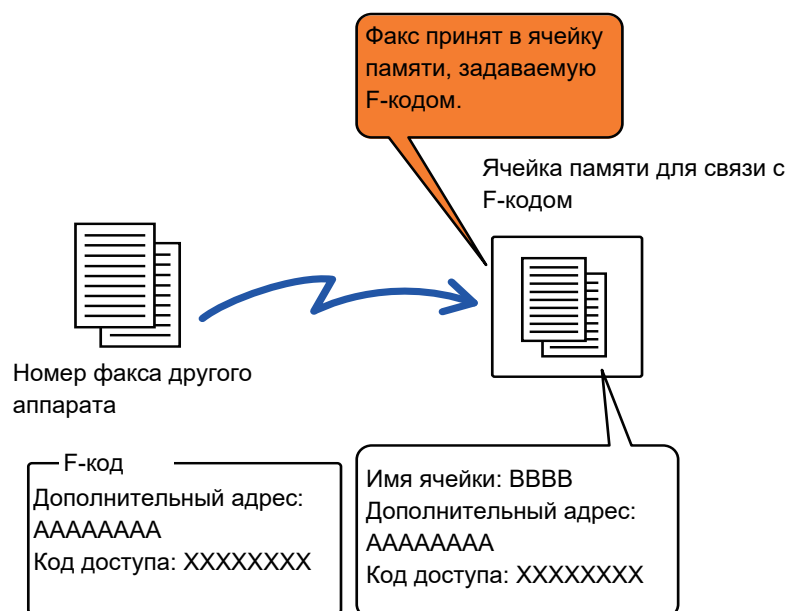 Факс принят в ячейку
памяти, задаваемую
F-кодом.
Ячейка памяти для связи с
F-кодом
Номер факса другого
аппарата
F-код
Дополнительный адрес:
AAAAAAAA
Код доступа: XXXXXXXX
Имя ячейки: BBBB
Дополнительный адрес:
AAAAAAAA
Код доступа: XXXXXXXX